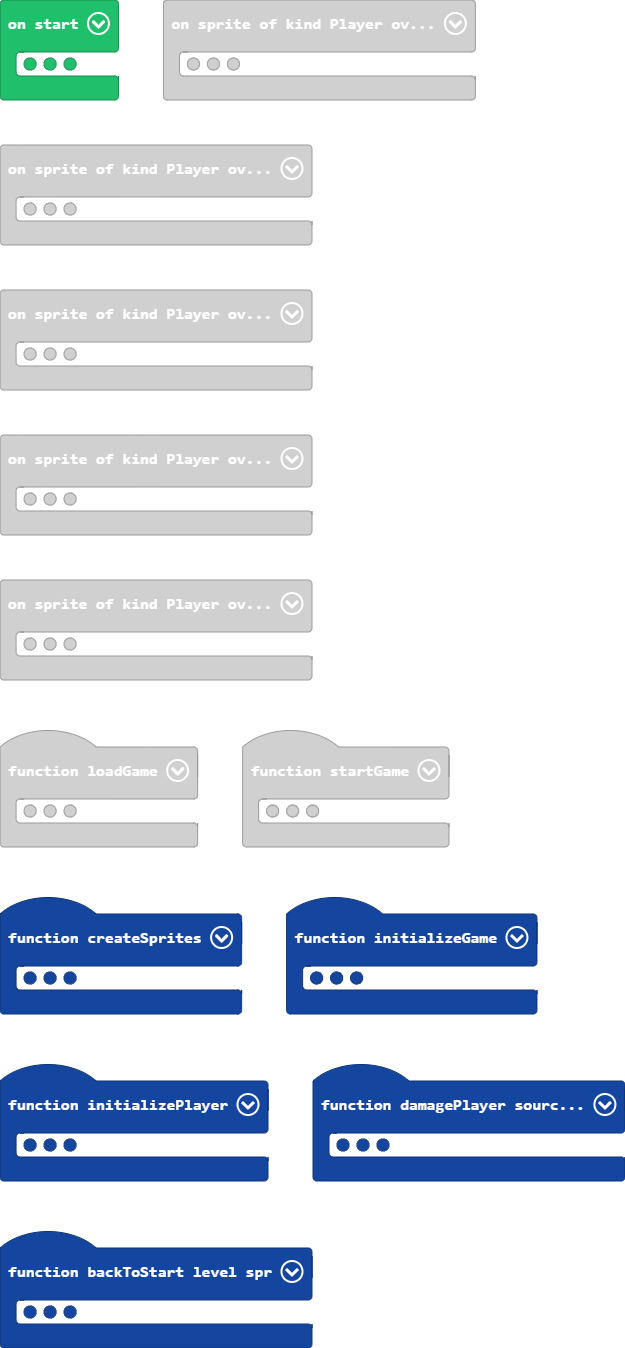 on start
on sprite of kind Player ov...
on sprite of kind Player ov...
on sprite of kind Player ov...
on sprite of kind Player ov...
on sprite of kind Player ov...
function loadGame
function startGame
function createSprites
function initializeGame
function initializePlayer
function damagePlayer sourc...
function backToStart level spr